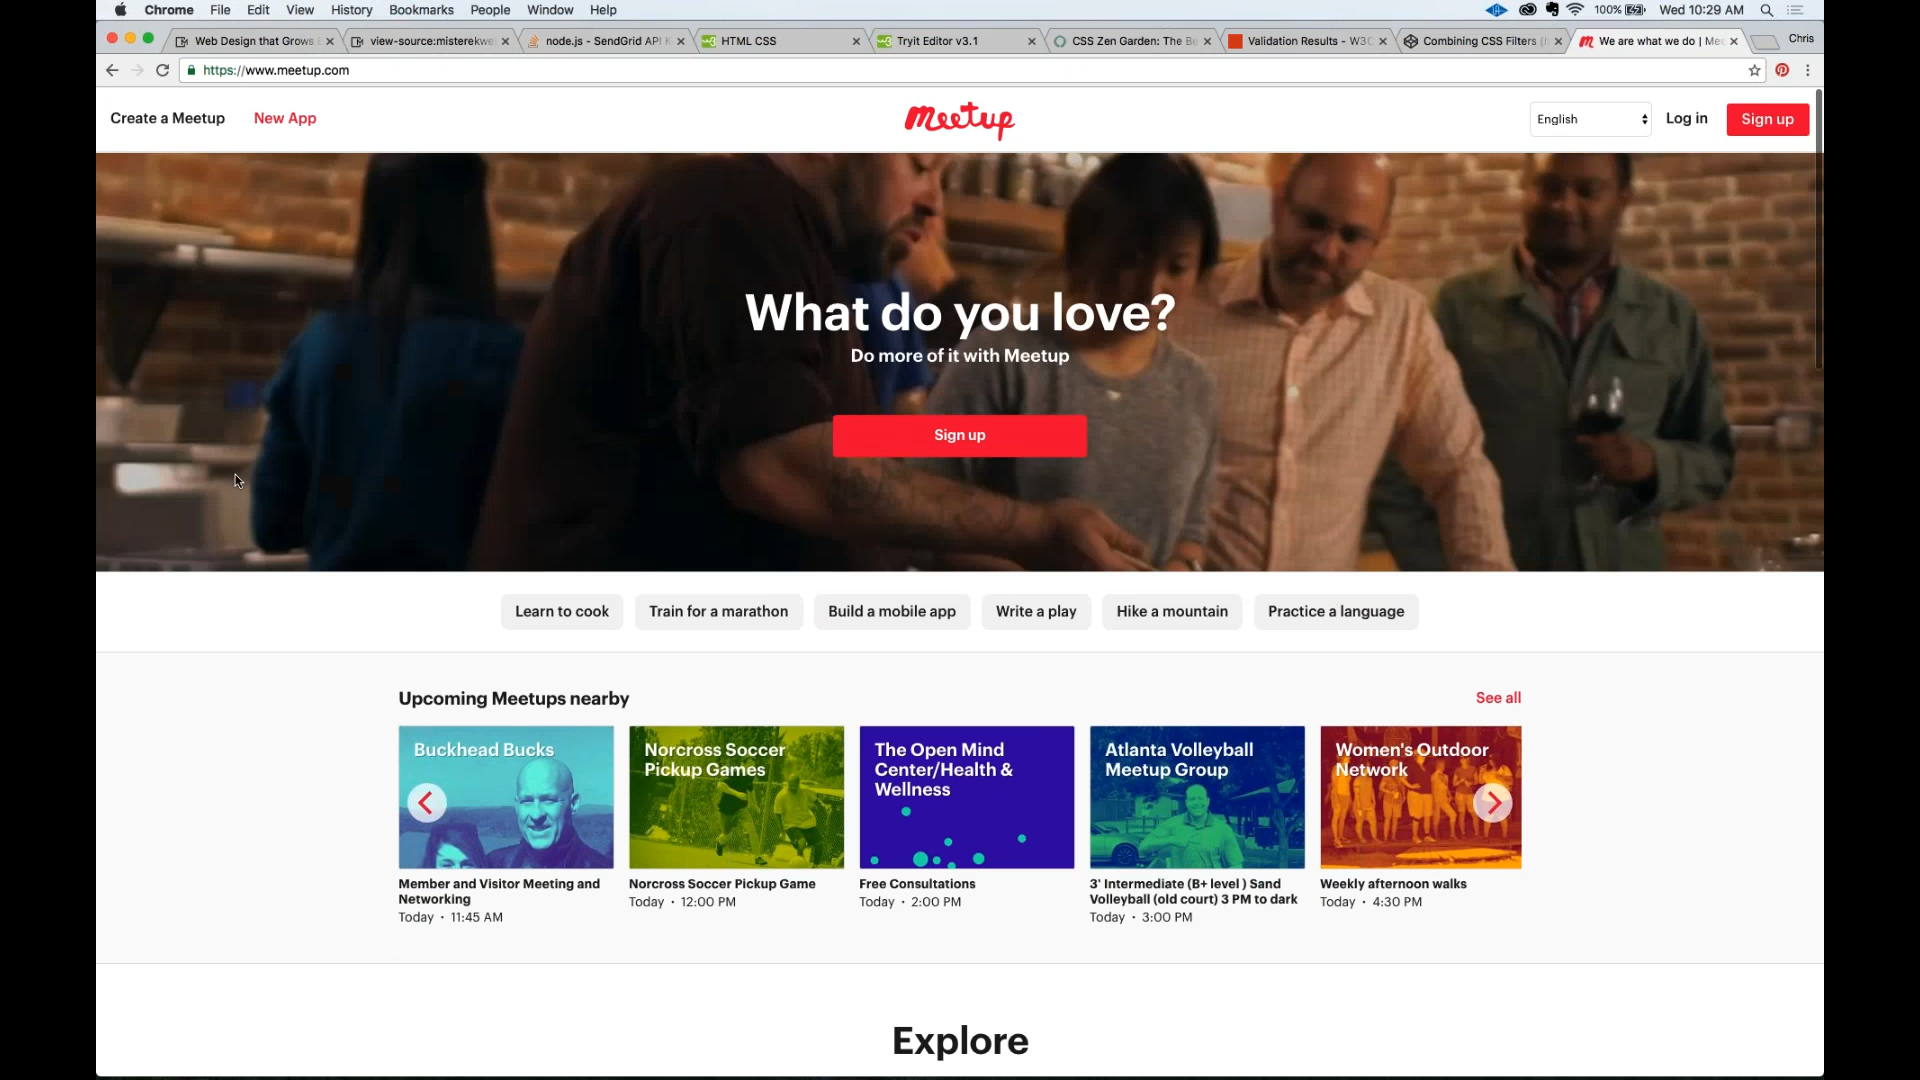 Chrome File Edit View History Bookmarks People Window Help 100% Wed 10:29 AM
Web Design that Grows view-source:misterekwe node.js - SendGrid API K HTML CSS Tryit Editor v3.1 CSS Zen Garden: The Be Validation Results - W3C Combining CSS Filters (h We are what we do | Mee Chris
https://www.meetup.com
Create a Meetup New App meetup English Log in Sign up
What do you love?
Do more of it with Meetup
Sign up
Learn to cook Train for a marathon Build a mobile app Write a play Hike a mountain Practice a language
Upcoming Meetups nearby See all
Buckhead Bucks
Norcross Soccer
Pickup Games
The Open Mind
Center/Health &
Wellness
Atlanta Volleyball
Meetup Group
Women's Outdoor
Network
Member and Visitor Meeting and
Networking
Today · 11:45 AM
Norcross Soccer Pickup Game
Today · 12:00 PM
Free Consultations
Today · 2:00 PM
3' Intermediate (B+ level ) Sand
Volleyball (old court) 3 PM to dark
Today · 3:00 PM
Weekly afternoon walks
Today · 4:30 PM
Explore